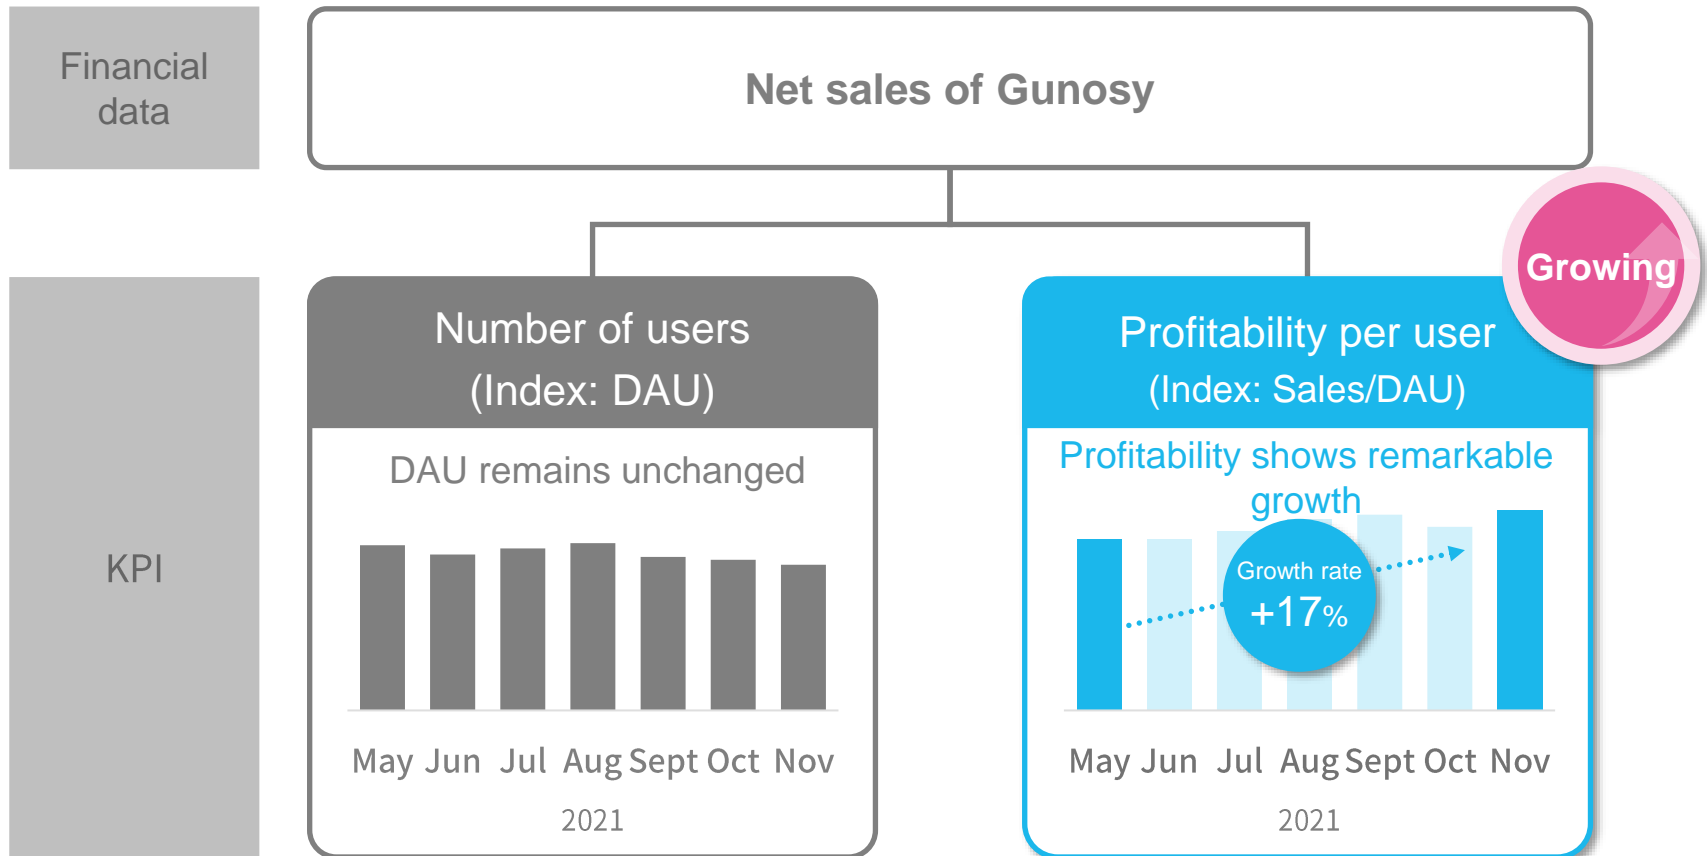 Financial
data
Net sales of Gunosy
Growing
KPI
Number of users
(Index: DAU)
DAU remains unchanged
May Jun Jul Aug Sept Oct Nov
2021
Profitability per user
(Index: Sales/DAU)
Profitability shows remarkable
growth
Growth rate
+17%
May Jun Jul Aug Sept Oct Nov
2021